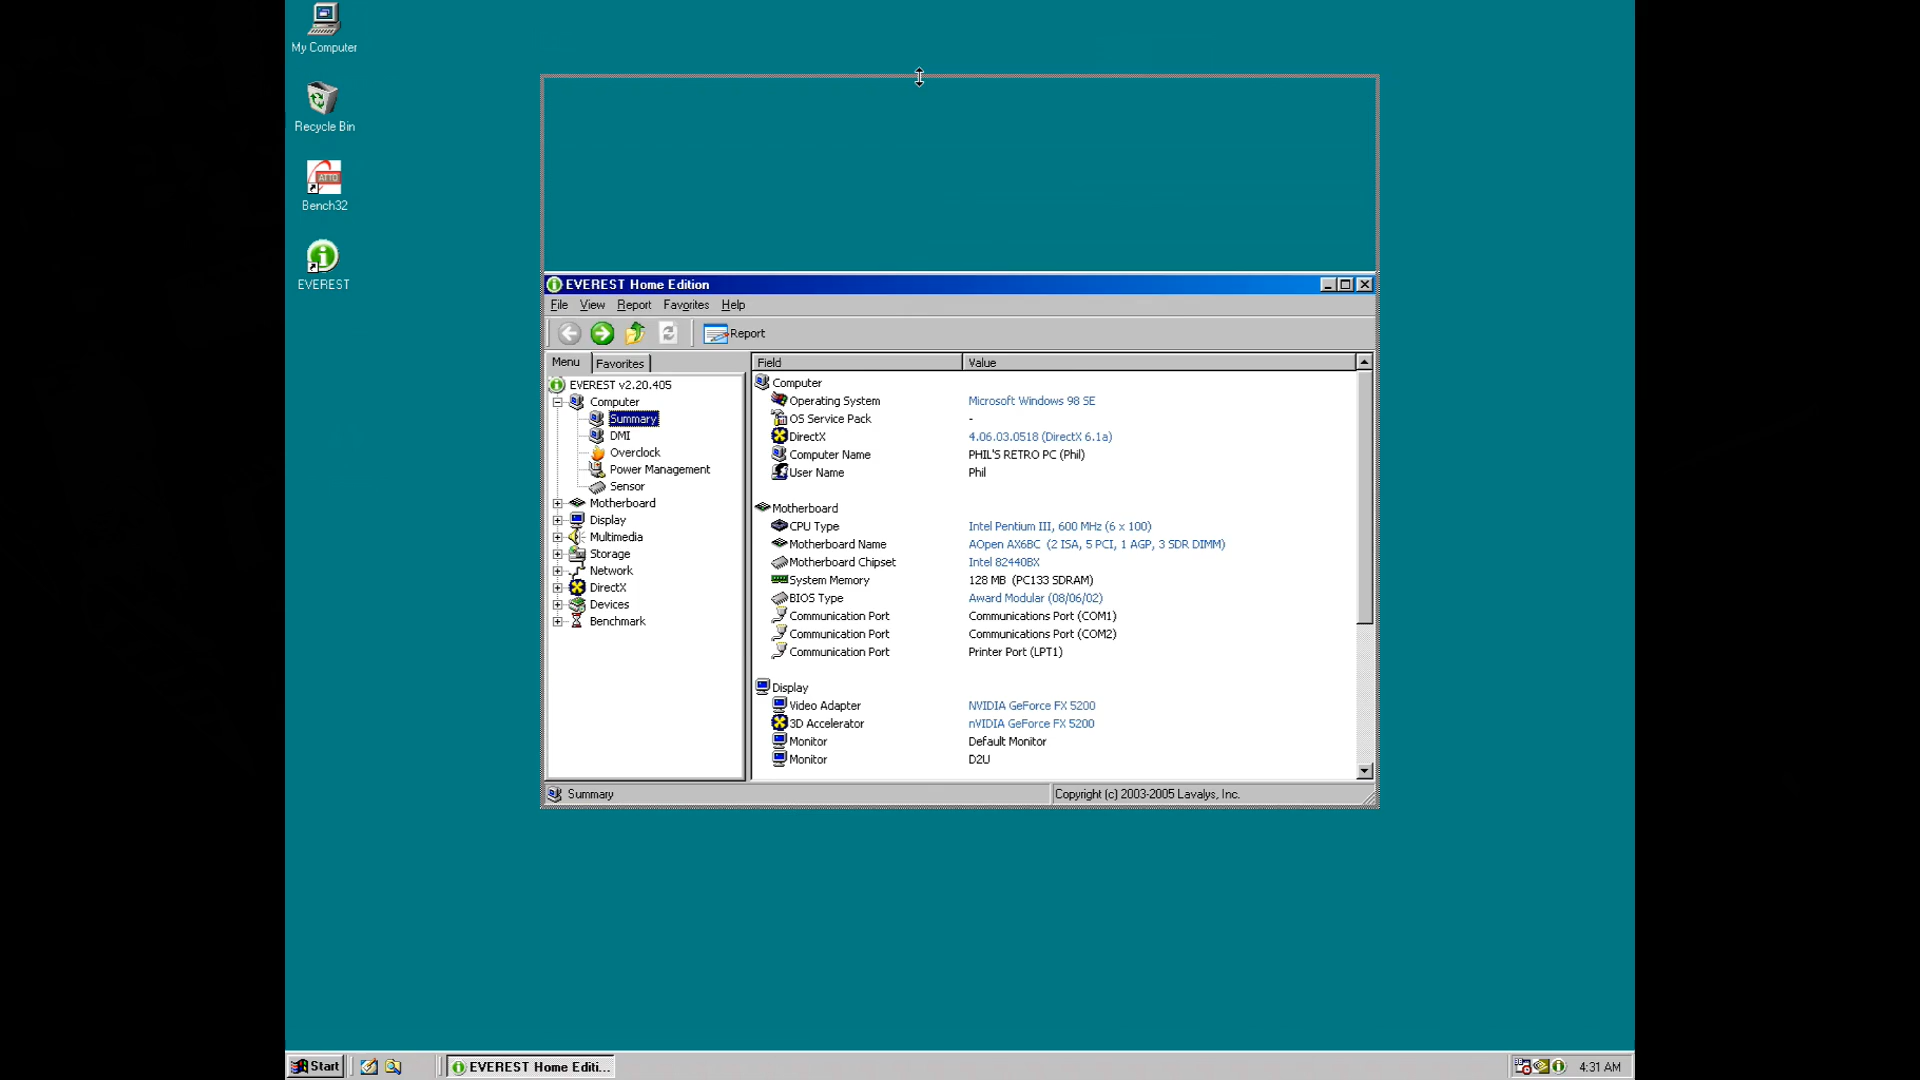 My Computer
Recycle Bin
ATTO
Bench32
EVEREST
EVEREST Home Edition
File View Report Favorites Help
Report
Menu Favorites
EVEREST v2.20.405
Computer
Summary
DMI
Overclock
Power Management
Sensor
Motherboard
Display
Multimedia
Storage
Network
DirectX
Devices
Benchmark
Field Value
Computer
Operating System Microsoft Windows 98 SE
OS Service Pack -
DirectX 4.06.03.0518 (DirectX 6.1a)
Computer Name PHIL'S RETRO PC (Phil)
User Name Phil
Motherboard
CPU Type Intel Pentium III, 600 MHz (6 x 100)
Motherboard Name AOpen AX6BC (2 ISA, 5 PCI, 1 AGP, 3 SDR DIMM)
Motherboard Chipset Intel 82440BX
System Memory 128 MB (PC133 SDRAM)
BIOS Type Award Modular (08/06/02)
Communication Port Communications Port (COM1)
Communication Port Communications Port (COM2)
Communication Port Printer Port (LPT1)
Display
Video Adapter NVIDIA GeForce FX 5200
3D Accelerator nVIDIA GeForce FX 5200
Monitor Default Monitor
Monitor D2U
Summary Copyright (c) 2003-2005 Lavalys, Inc.
Start EVEREST Home Editi... 4:31 AM